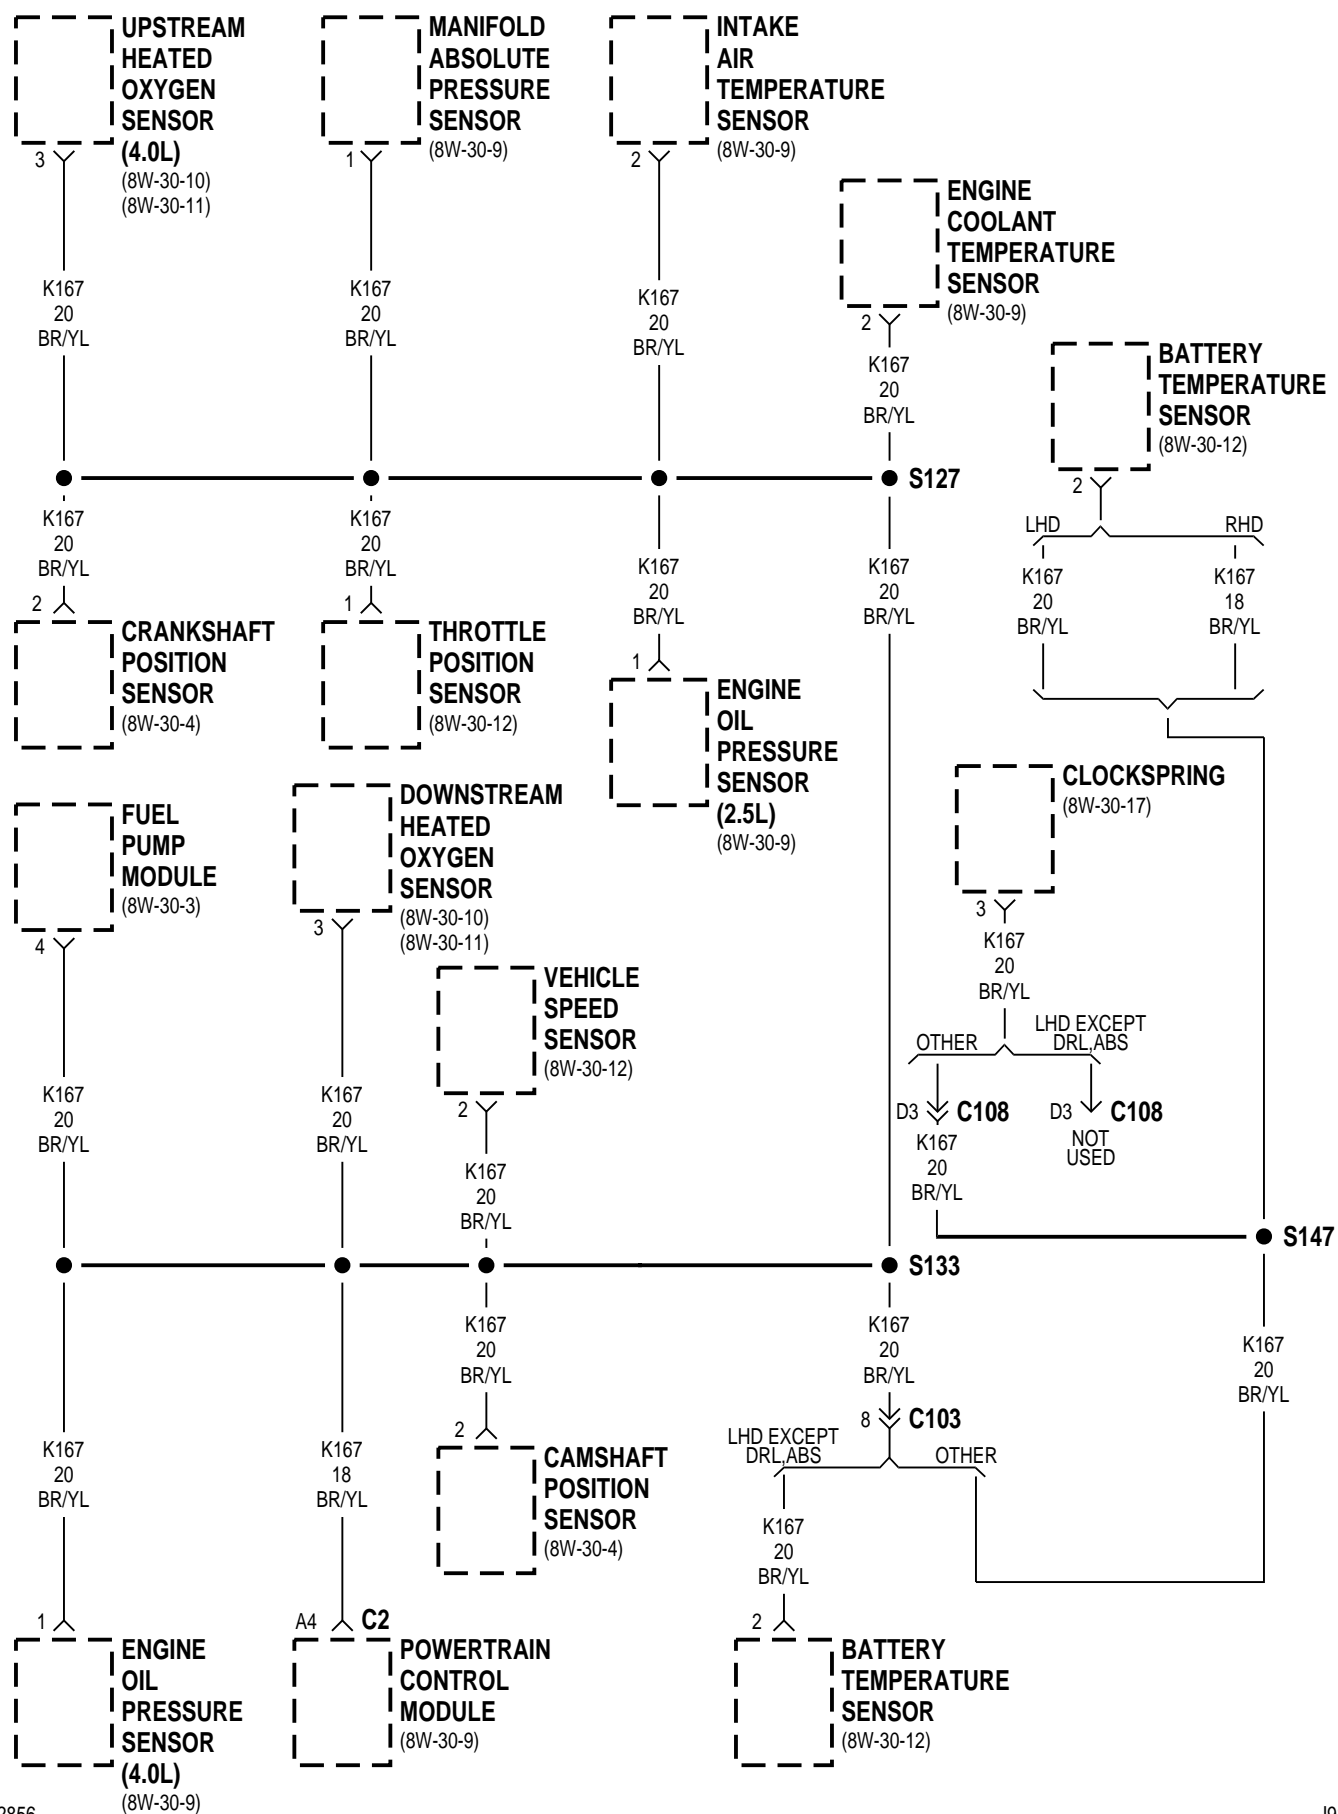 UPSTREAM
HEATED
OXYGEN
SENSOR
(4.0L)
(8W-30-10)
(8W-30-11)
3
MANIFOLD
ABSOLUTE
PRESSURE
SENSOR
(8W-30-9)
1
INTAKE
AIR
TEMPERATURE
SENSOR
(8W-30-9)
2
ENGINE
COOLANT
TEMPERATURE
SENSOR
(8W-30-9)
2
BATTERY
TEMPERATURE
SENSOR
(8W-30-12)
2
K167
20
BR/YL
K167
20
BR/YL
K167
20
BR/YL
K167
20
BR/YL
S127
LHD
RHD
K167
20
BR/YL
K167
20
BR/YL
K167
20
BR/YL
K167
20
BR/YL
K167
20
BR/YL
K167
18
BR/YL
2
CRANKSHAFT
POSITION
SENSOR
(8W-30-4)
1
THROTTLE
POSITION
SENSOR
(8W-30-12)
1
ENGINE
OIL
PRESSURE
SENSOR
(2.5L)
(8W-30-9)
CLOCKSPRING
(8W-30-17)
3
K167
20
BR/YL
FUEL
PUMP
MODULE
(8W-30-3)
4
DOWNSTREAM
HEATED
OXYGEN
SENSOR
(8W-30-10)
(8W-30-11)
3
VEHICLE
SPEED
SENSOR
(8W-30-12)
2
OTHER
LHD EXCEPT
DRL,ABS
D3
C108
D3
C108
NOT
USED
K167
20
BR/YL
K167
20
BR/YL
K167
20
BR/YL
K167
20
BR/YL
S147
S133
K167
20
BR/YL
K167
20
BR/YL
K167
20
BR/YL
8
C103
LHD EXCEPT
DRL,ABS
OTHER
K167
20
BR/YL
K167
18
BR/YL
2
CAMSHAFT
POSITION
SENSOR
(8W-30-4)
K167
20
BR/YL
1
ENGINE
OIL
PRESSURE
SENSOR
(4.0L)
(8W-30-9)
A4
C2
POWERTRAIN
CONTROL
MODULE
(8W-30-9)
2
BATTERY
TEMPERATURE
SENSOR
(8W-30-12)